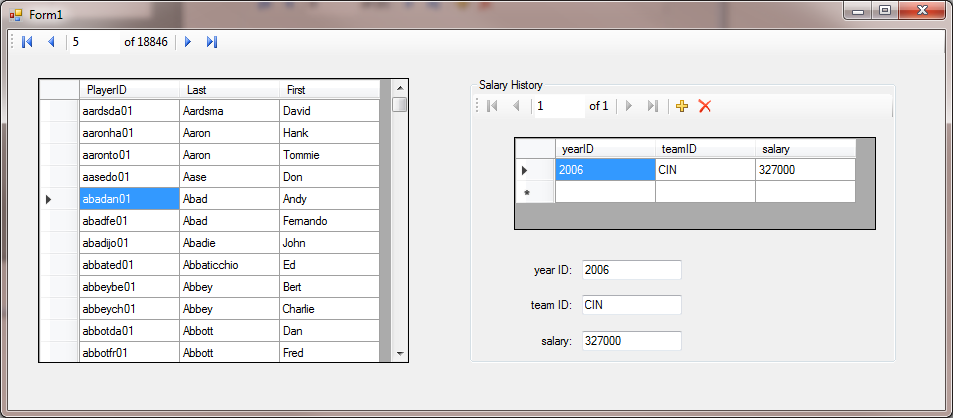 Form1
5 of 18846
PlayerID Last First
aardsda01 Aardsma David
aaronha01 Aaron Hank
aaronto01 Aaron Tommie
aasedo01 Aase Don
abadan01 Abad Andy
abadfe01 Abad Fernando
abadijo01 Abadie John
abbated01 Abbaticchio Ed
abbeybe01 Abbey Bert
abbeych01 Abbey Charlie
abbotda01 Abbott Dan
abbotfr01 Abbott Fred
Salary History
1 of 1
yearID teamID salary
2006 CIN 327000
*
year ID: 2006
team ID: CIN
salary: 327000